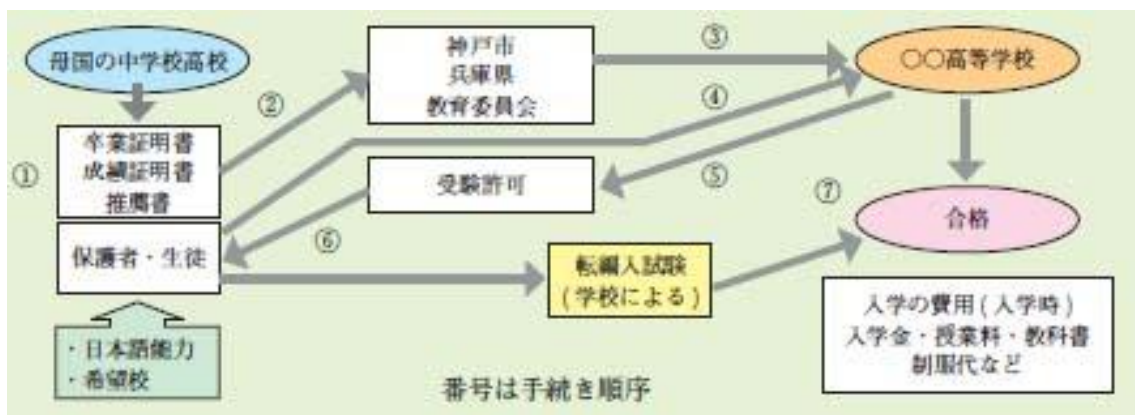 母国の中学校高校
①
卒業証明書
成績証明書
推薦書
保護者・生徒
・日本語能力
・希望校
②
神戸市
兵庫県
教育委員会
③
④
〇〇高等学校
受験許可
⑤
⑥
転編入試験
(学校による)
⑦
合格
入学の費用(入学時)
入学金・授業料・教科書
制服代など
番号は手続き順序